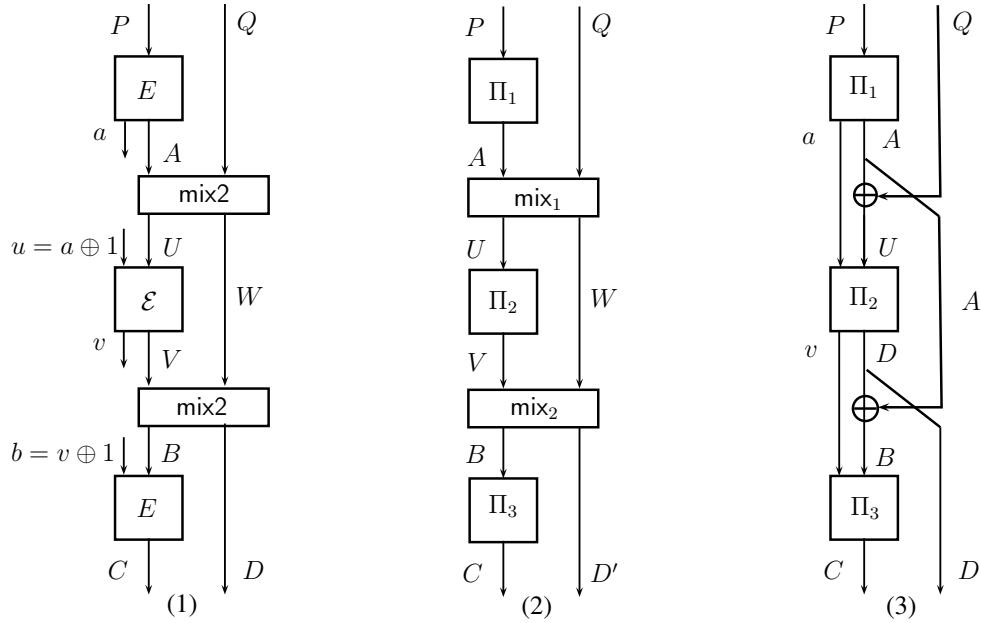 P Q P Q P Q
E Π₁ Π₁
a A A a A
mix2 mix₁
u = a ⊕ 1 U U U
ℰ W Π₂ W Π₂ A
v V V v D
mix2 mix₂
b = v ⊕ 1 B B B
E Π₃ Π₃
C D C D′ C D
(1) (2) (3)